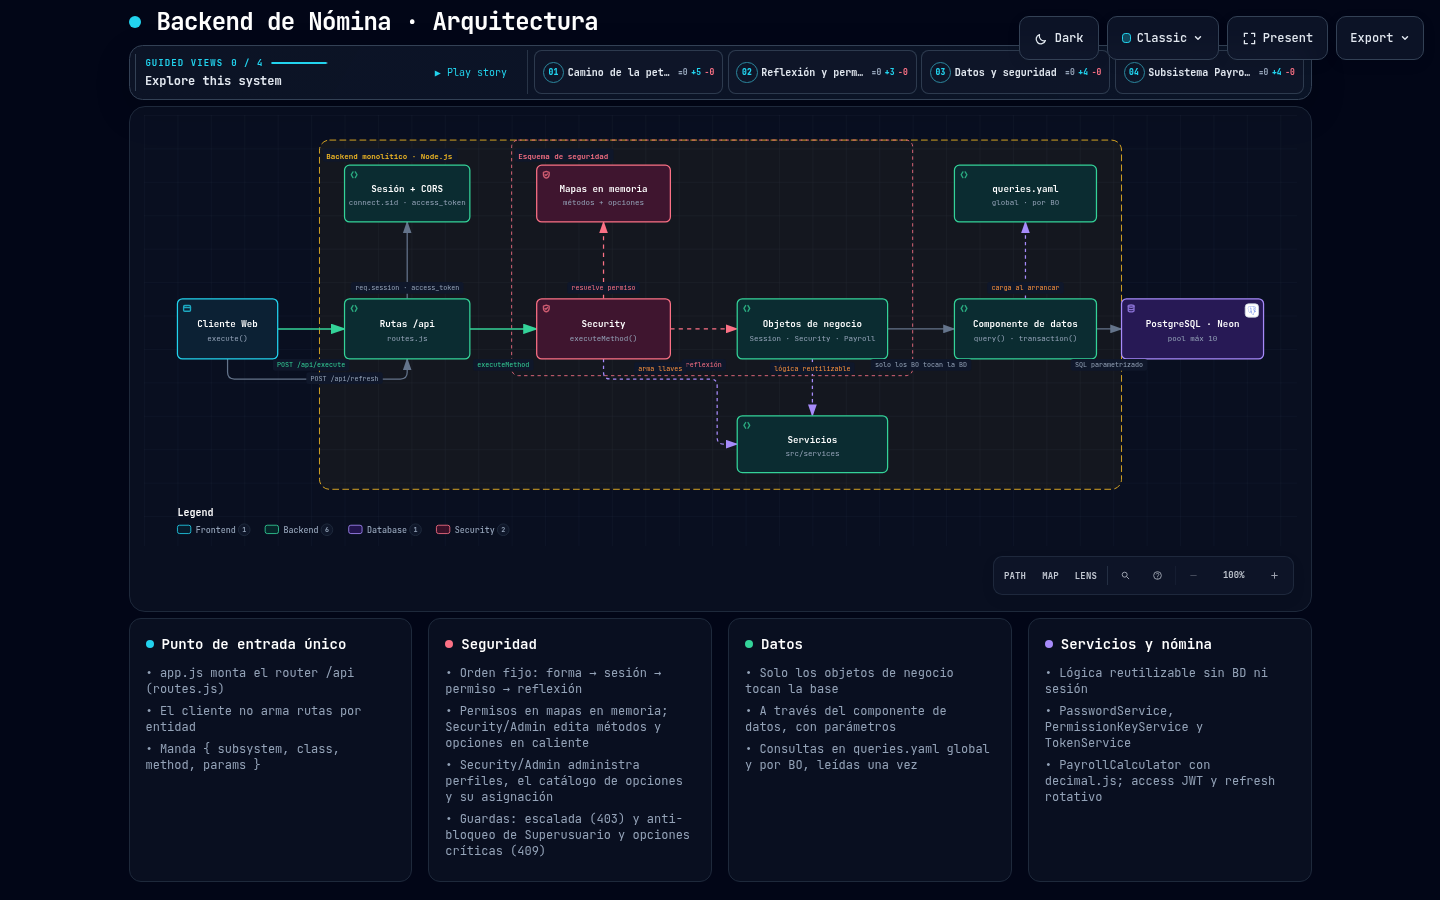 Backend de Nómina · Arquitectura
Dark
Classic
Present
Export
GUIDED VIEWS 0 / 4
Explore this system
▶ Play story
01 Camino de la pet… =0 +5 -0
02 Reflexión y perm… =0 +3 -0
03 Datos y seguridad =0 +4 -0
04 Subsistema Payro… =0 +4 -0
Backend monolítico · Node.js
Esquema de seguridad
Sesión + CORS
connect.sid · access_token
Mapas en memoria
métodos + opciones
queries.yaml
global · por BO
req.session · access_token
resuelve permiso
carga al arrancar
Cliente Web
execute()
Rutas /api
routes.js
Security
executeMethod()
Objetos de negocio
Session · Security · Payroll
Componente de datos
query() · transaction()
PostgreSQL · Neon
pool máx 10
POST /api/execute
executeMethod
reflexión
solo los BO tocan la BD
SQL parametrizado
arma llaves
lógica reutilizable
POST /api/refresh
Servicios
src/services
Legend
Frontend 1
Backend 6
Database 1
Security 2
PATH
MAP
LENS
−
100%
+
Punto de entrada único
• app.js monta el router /api
(routes.js)
• El cliente no arma rutas por
entidad
• Manda { subsystem, class,
method, params }
Seguridad
• Orden fijo: forma → sesión →
permiso → reflexión
• Permisos en mapas en memoria;
Security/Admin edita métodos y
opciones en caliente
• Security/Admin administra
perfiles, el catálogo de opciones
y su asignación
• Guardas: escalada (403) y anti-
bloqueo de Superusuario y opciones
críticas (409)
Datos
• Solo los objetos de negocio
tocan la base
• A través del componente de
datos, con parámetros
• Consultas en queries.yaml global
y por BO, leídas una vez
Servicios y nómina
• Lógica reutilizable sin BD ni
sesión
• PasswordService,
PermissionKeyService y
TokenService
• PayrollCalculator con
decimal.js; access JWT y refresh
rotativo